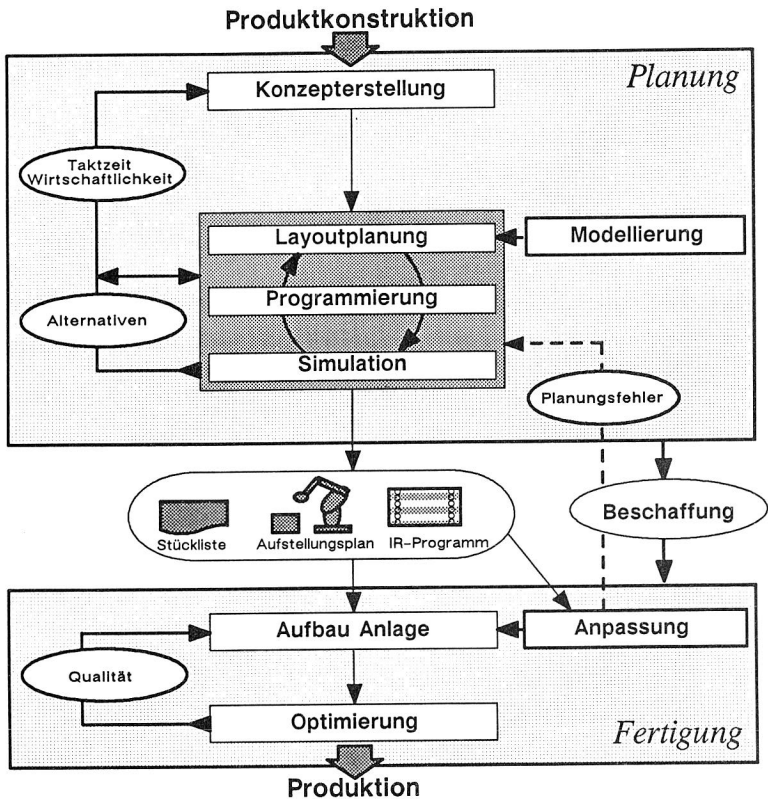 Produktkonstruktion
Planung
Konzepterstellung
Taktzeit
Wirtschaftlichkeit
Layoutplanung
Modellierung
Programmierung
Alternativen
Simulation
Planungsfehler
Stückliste
Aufstellungsplan
IR-Programm
Beschaffung
Aufbau Anlage
Anpassung
Qualität
Optimierung
Fertigung
Produktion